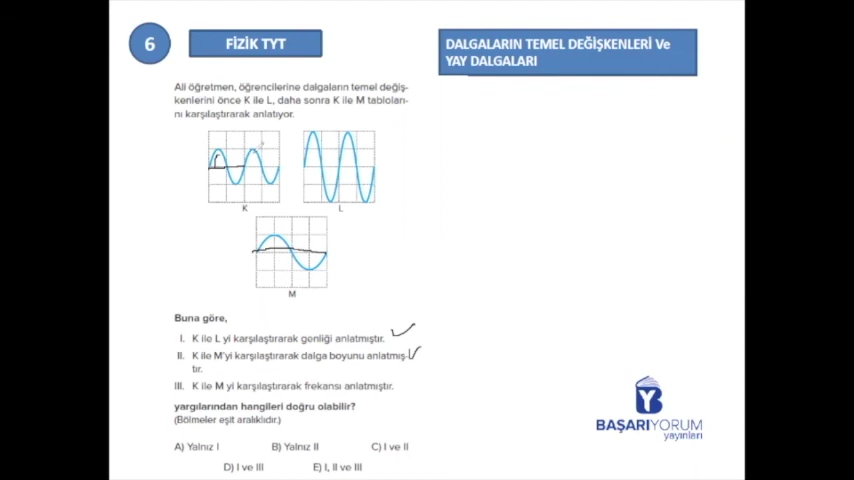 6
FİZİK TYT
DALGALARIN TEMEL DEĞİŞKENLERİ Ve
YAY DALGALARI
Ali öğretmen, öğrencilerine dalgaların temel değiş-
kenlerini önce K ile L, daha sonra K ile M tabloları-
nı karşılaştırarak anlatıyor.
K
L
M
Buna göre,
I. K ile L yi karşılaştırarak genliği anlatmıştır.
II. K ile M'yi karşılaştırarak dalga boyunu anlatmış-
tır.
III. K ile M yi karşılaştırarak frekansı anlatmıştır.
yargılarından hangileri doğru olabilir?
(Bölmeler eşit aralıklıdır.)
A) Yalnız I
B) Yalnız II
C) I ve II
D) I ve III
E) I, II ve III
BAŞARIYORUM
yayınları